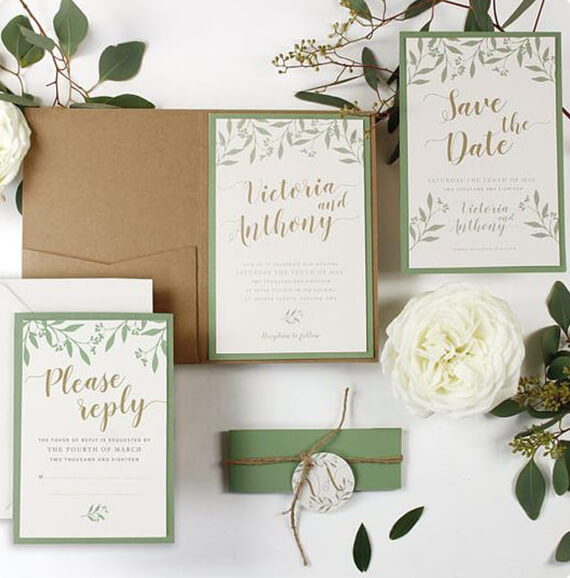 Save
the
Date
SATURDAY THE TENTH OF MAY
TWO THOUSAND AND EIGHTEEN
Victoria
and
Anthony
Victoria
and
Anthony
SATURDAY THE TENTH OF MAY
TWO THOUSAND AND EIGHTEEN
Reception to follow
Please
reply
THE FAVOR OF REPLY IS REQUESTED BY
THE FOURTH OF MARCH
TWO THOUSAND AND EIGHTEEN
M